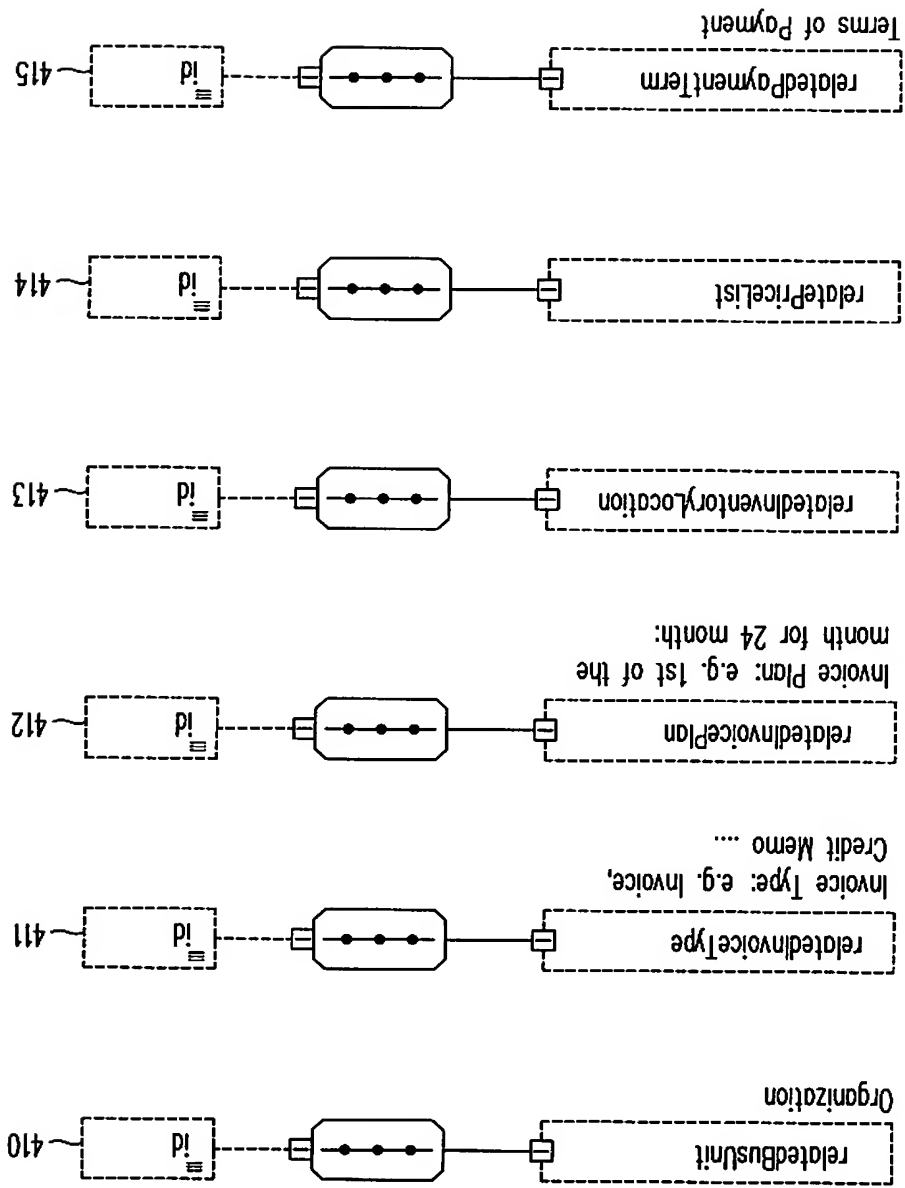 relatedBusUnit
id
410
Organization
relatedInvoiceType
id
411
Invoice Type: e.g. Invoice,
Credit Memo ....
relatedInvoicePlan
id
412
Invoice Plan: e.g. 1st of the
month for 24 month:
relatedInventoryLocation
id
413
relatePriceList
id
414
relatedPaymentTerm
id
415
Terms of Payment